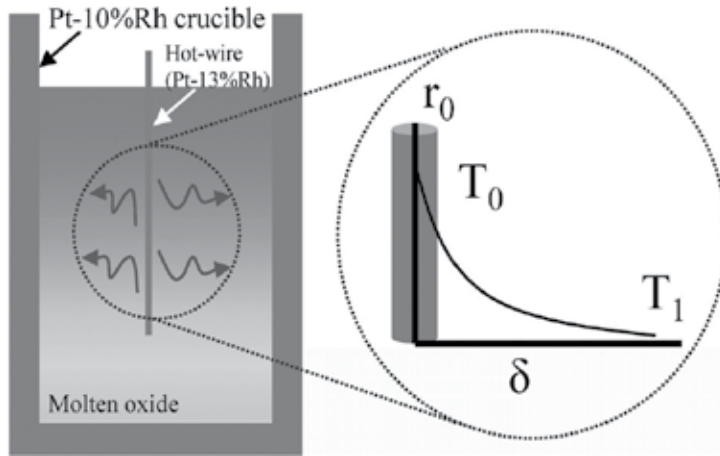 Pt-10%Rh crucible
Hot-wire
(Pt-13%Rh)
r₀
T₀
T₁
δ
Molten oxide